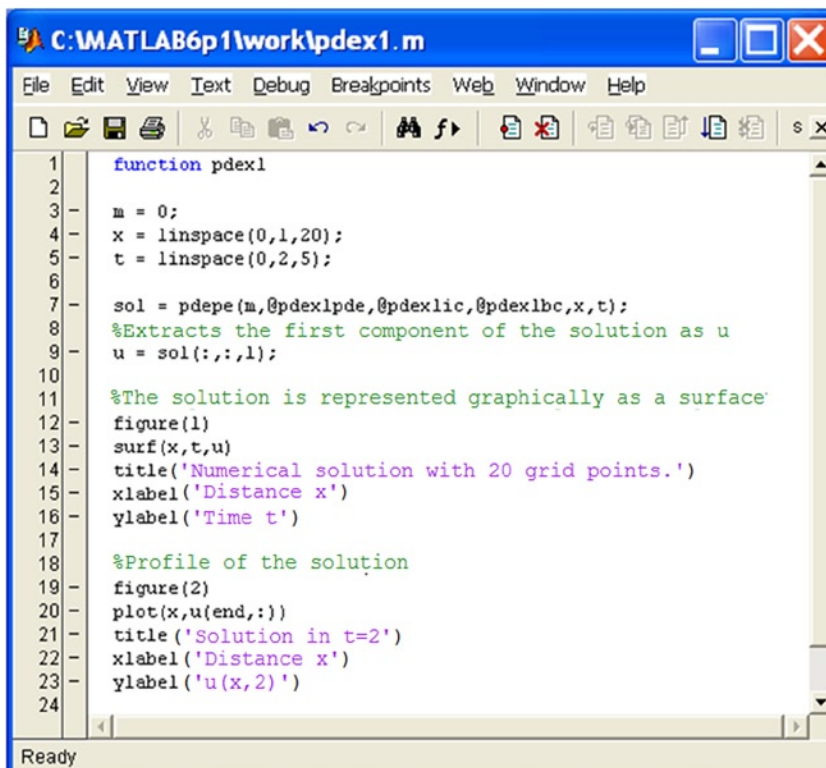 C:\MATLAB6p1\work\pdex1.m
File Edit View Text Debug Breakpoints Web Window Help
S
1 function pdex1
2
3 - m = 0;
4 - x = linspace(0,1,20);
5 - t = linspace(0,2,5);
6
7 - sol = pdepe(m,@pdex1pde,@pdex1ic,@pdex1bc,x,t);
8 %Extracts the first component of the solution as u
9 - u = sol(:,:,1);
10
11 %The solution is represented graphically as a surface
12 - figure(1)
13 - surf(x,t,u)
14 - title('Numerical solution with 20 grid points.')
15 - xlabel('Distance x')
16 - ylabel('Time t')
17
18 %Profile of the solution
19 - figure(2)
20 - plot(x,u(end,:))
21 - title('Solution in t=2')
22 - xlabel('Distance x')
23 - ylabel('u(x,2)')
24
Ready